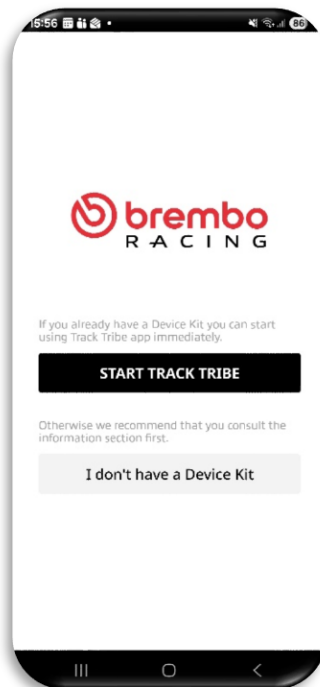 15:56
86
brembo
RACING
If you already have a Device Kit you can start
using Track Tribe app immediately.
START TRACK TRIBE
Otherwise we recommend that you consult the
information section first.
I don't have a Device Kit